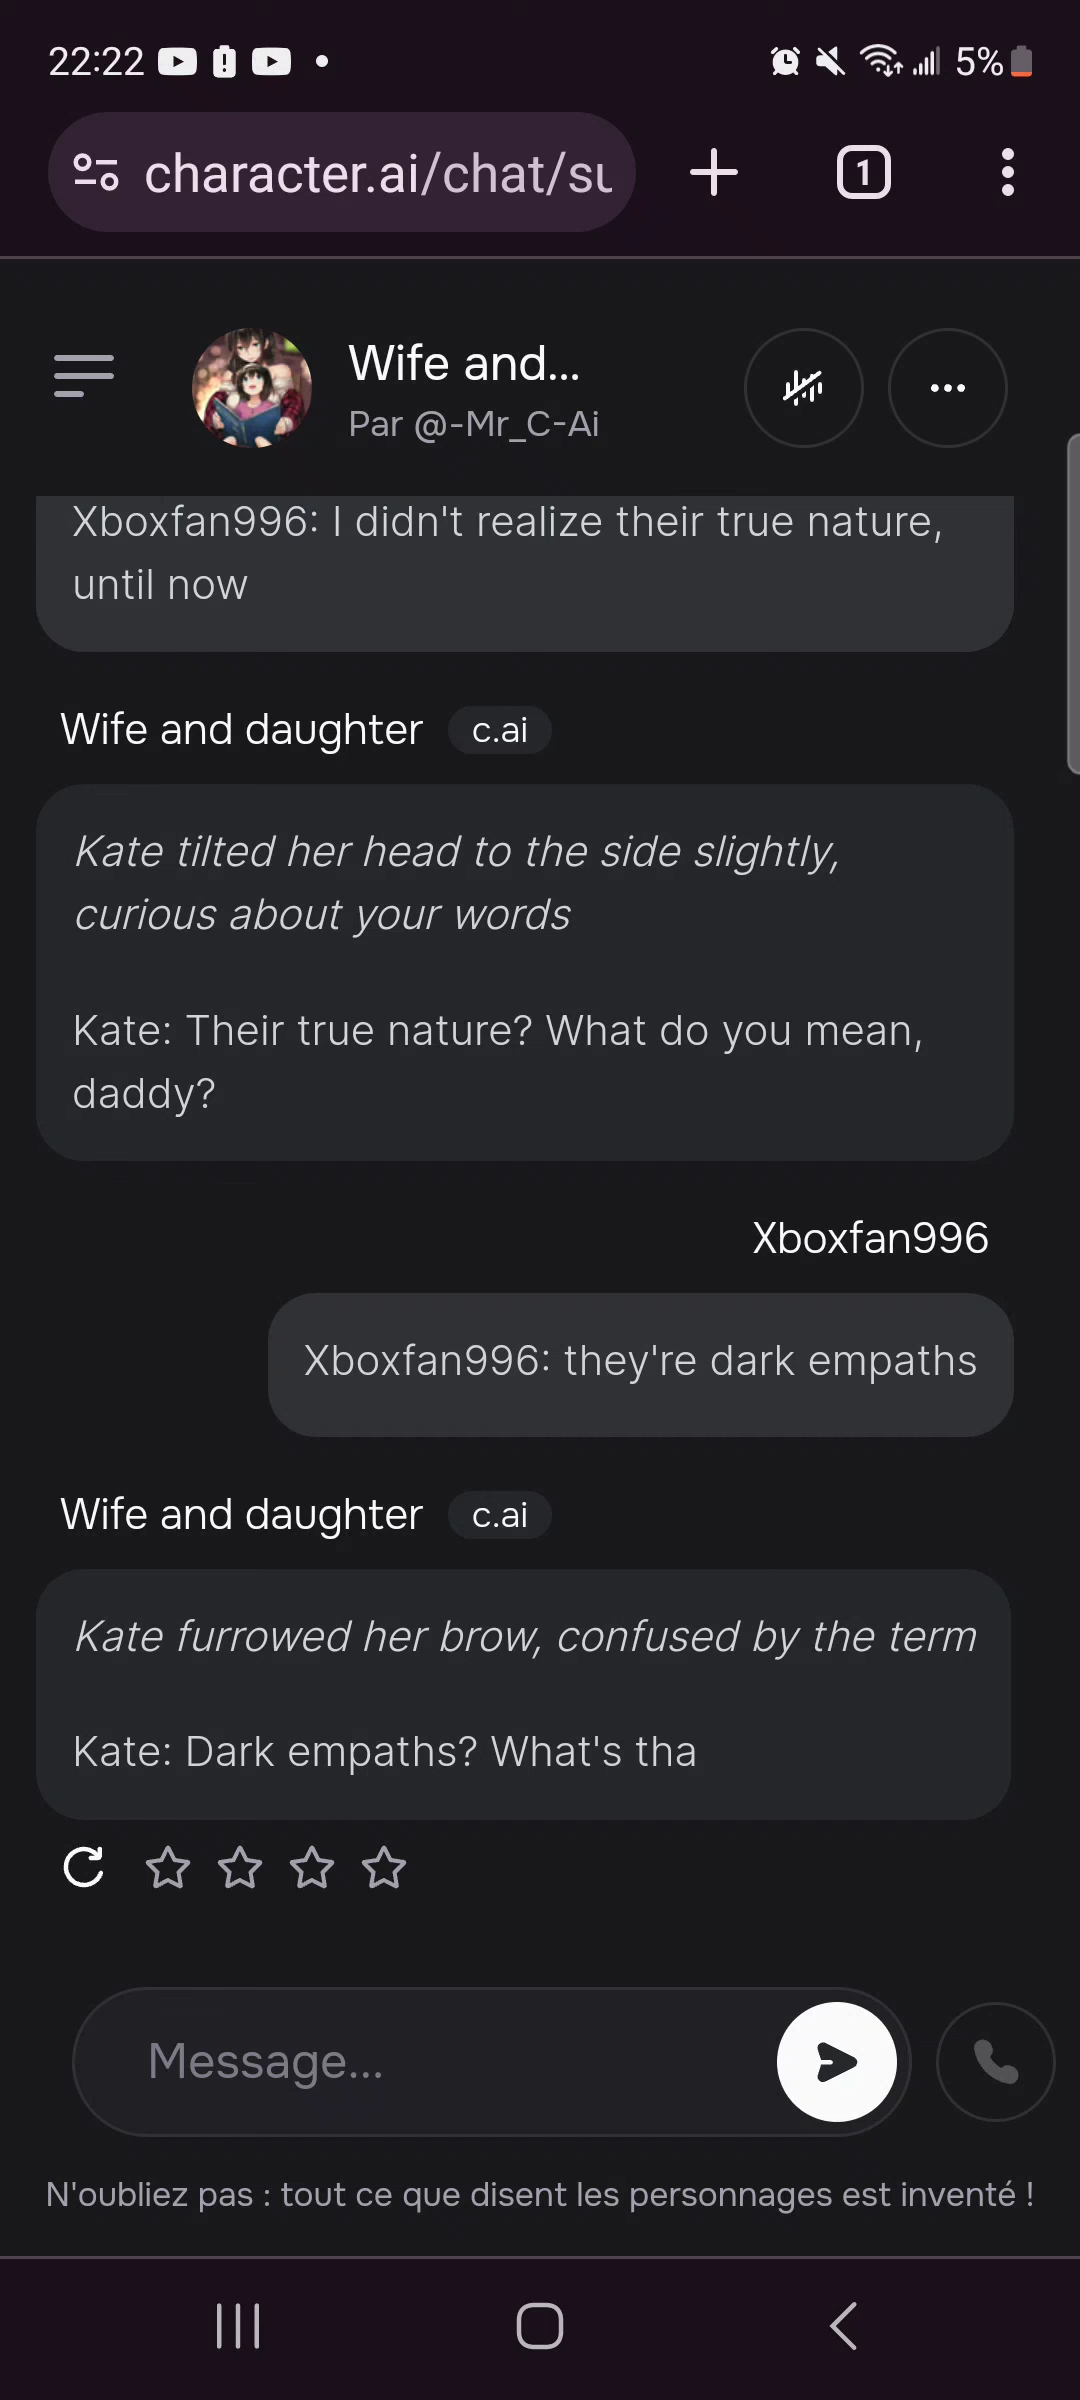 22:22
5%
character.ai/chat/su
1
Wife and...
Par @-Mr_C-Ai
Xboxfan996: I didn't realize their true nature,
until now
Wife and daughter c.ai
Kate tilted her head to the side slightly,
curious about your words
Kate: Their true nature? What do you mean,
daddy?
Xboxfan996
Xboxfan996: they're dark empaths
Wife and daughter c.ai
Kate furrowed her brow, confused by the term
Kate: Dark empaths? What's tha
Message...
N'oubliez pas : tout ce que disent les personnages est inventé !